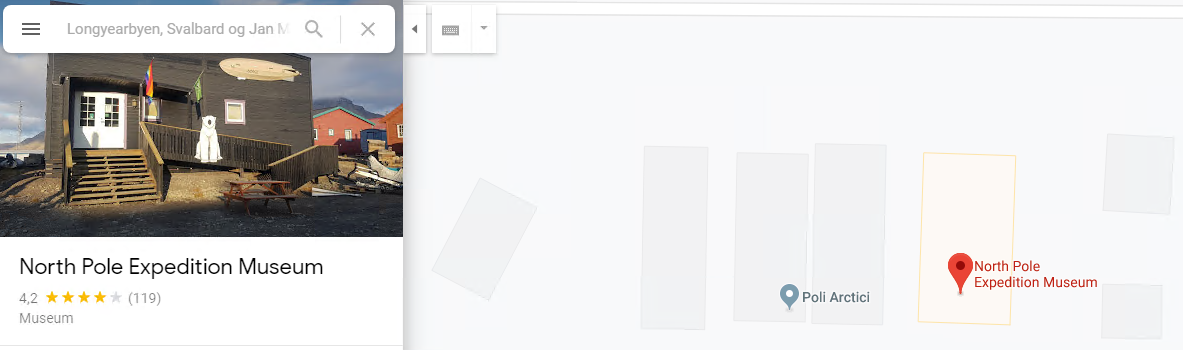 Longyearbyen, Svalbard og Jan M
North Pole Expedition Museum
4,2 (119)
Museum
Poli Arctici
North Pole
Expedition Museum